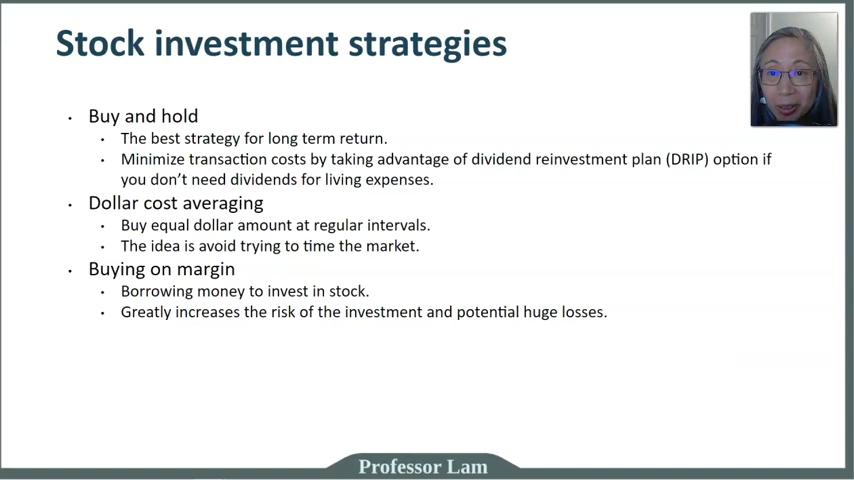 Stock investment strategies
• Buy and hold
• The best strategy for long term return.
• Minimize transaction costs by taking advantage of dividend reinvestment plan (DRIP) option if
you don’t need dividends for living expenses.
• Dollar cost averaging
• Buy equal dollar amount at regular intervals.
• The idea is avoid trying to time the market.
• Buying on margin
• Borrowing money to invest in stock.
• Greatly increases the risk of the investment and potential huge losses.
Professor Lam